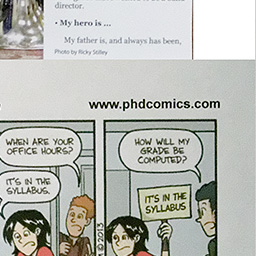 director.
• My hero is ...
My father is, and always has been,
Photo by Ricky Stilley
www.phdcomics.com
WHEN ARE YOUR
OFFICE HOURS?
IT'S IN THE
SYLLABUS.
HOW WILL MY
GRADE BE
COMPUTED?
IT'S IN THE
SYLLABUS
© 2013